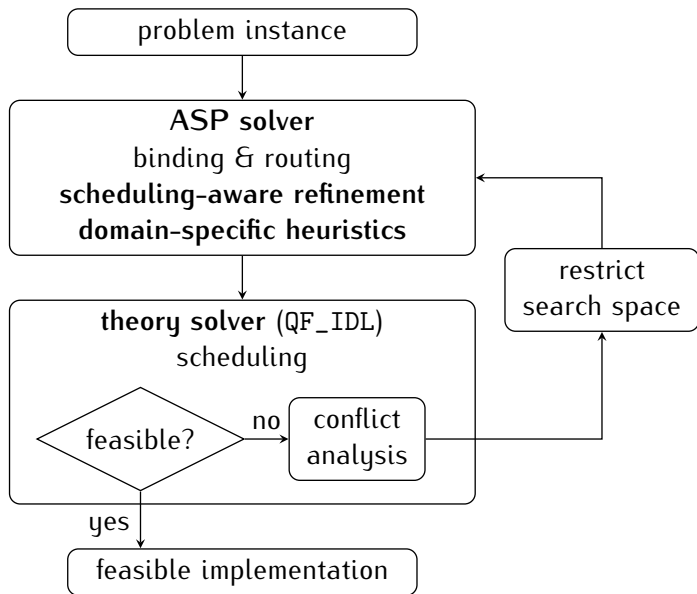 problem instance
ASP solver
binding & routing
scheduling-aware refinement
domain-specific heuristics
restrict
search space
theory solver (QF_IDL)
scheduling
feasible?
no
conflict
analysis
yes
feasible implementation